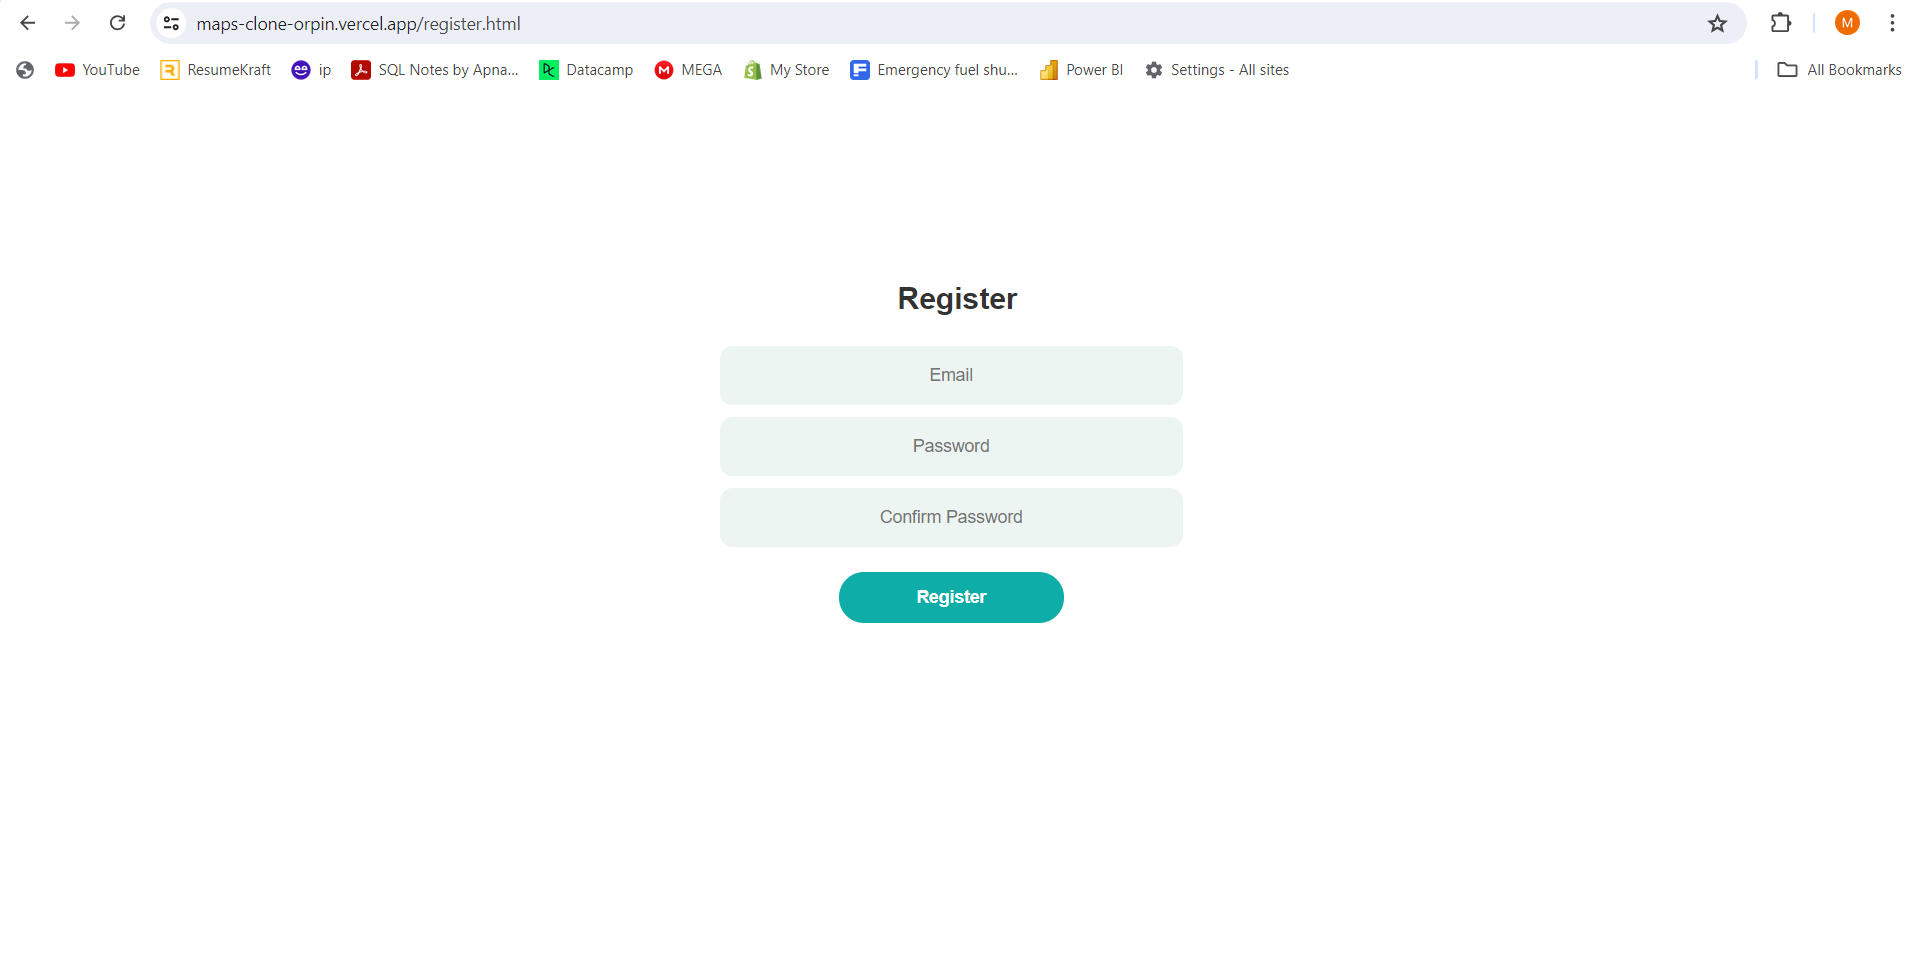 maps-clone-orpin.vercel.app/register.html
M
YouTube ResumeKraft ip SQL Notes by Apna... Datacamp MEGA My Store Emergency fuel shu... Power BI Settings - All sites All Bookmarks
Register
Email
Password
Confirm Password
Register